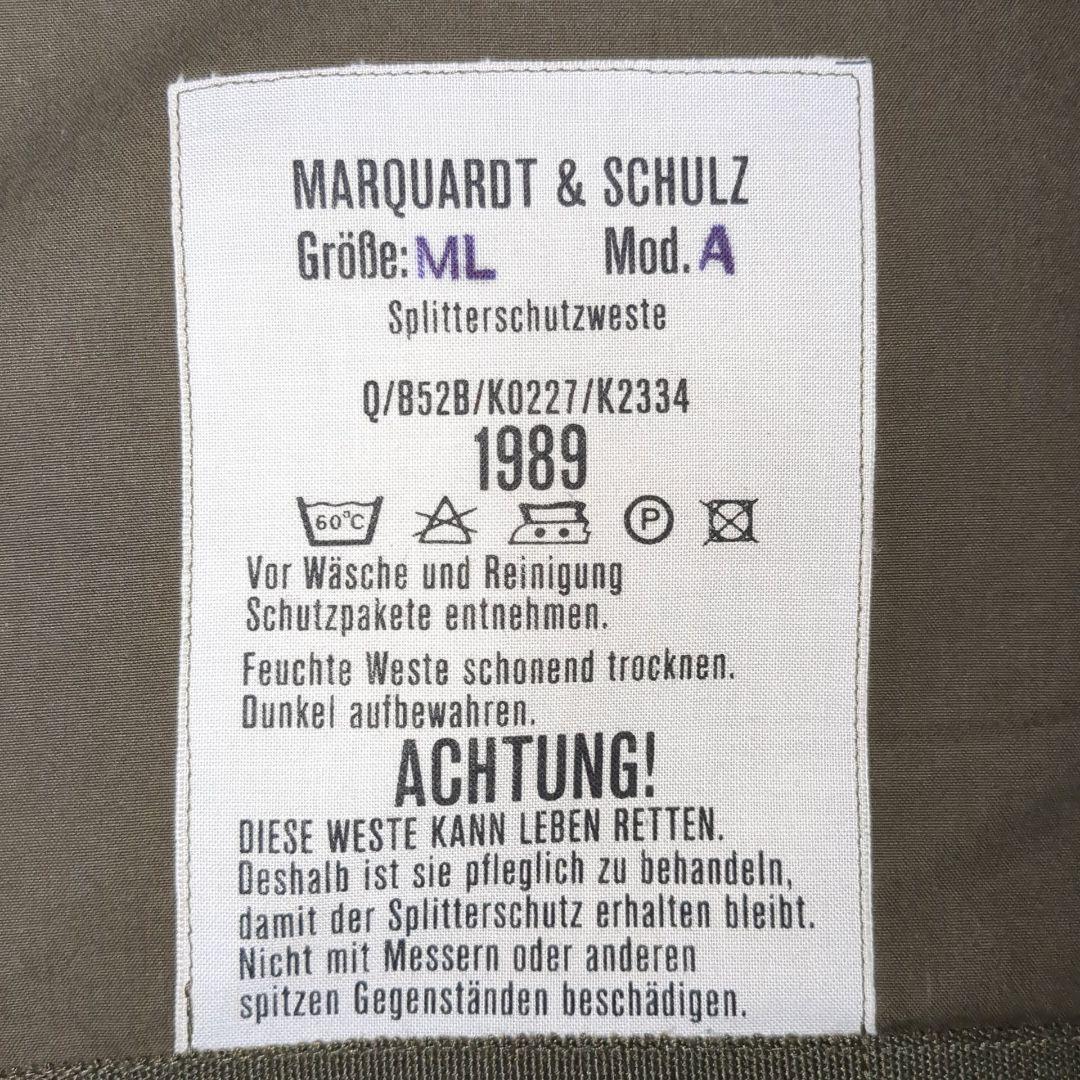 MARQUARDT & SCHULZ
Größe: ML Mod. A
Splitterschutzweste
Q/B52B/K0227/K2334
1989
60°C P
Vor Wäsche und Reinigung
Schutzpakete entnehmen.
Feuchte Weste schonend trocknen.
Dunkel aufbewahren.
ACHTUNG!
DIESE WESTE KANN LEBEN RETTEN.
Deshalb ist sie pfleglich zu behandeln,
damit der Splitterschutz erhalten bleibt.
Nicht mit Messern oder anderen
spitzen Gegenständen beschädigen.